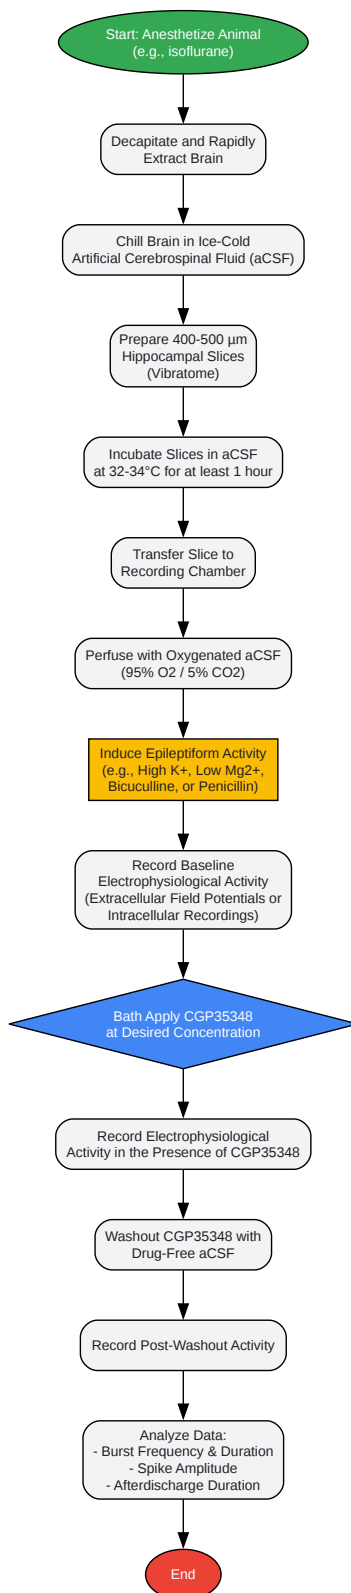 Start: Anesthetize Animal
(e.g., isoflurane)
Decapitate and Rapidly
Extract Brain
Chill Brain in Ice-Cold
Artificial Cerebrospinal Fluid (aCSF)
Prepare 400-500 µm
Hippocampal Slices
(Vibratome)
Incubate Slices in aCSF
at 32-34°C for at least 1 hour
Transfer Slice to
Recording Chamber
Perfuse with Oxygenated aCSF
(95% O2 / 5% CO2)
Induce Epileptiform Activity
(e.g., High K+, Low Mg2+,
Bicuculline, or Penicillin)
Record Baseline
Electrophysiological Activity
(Extracellular Field Potentials or
Intracellular Recordings)
Bath Apply CGP35348
at Desired Concentration
Record Electrophysiological
Activity in the Presence of CGP35348
Washout CGP35348 with
Drug-Free aCSF
Record Post-Washout Activity
Analyze Data:
- Burst Frequency & Duration
- Spike Amplitude
- Afterdischarge Duration
End